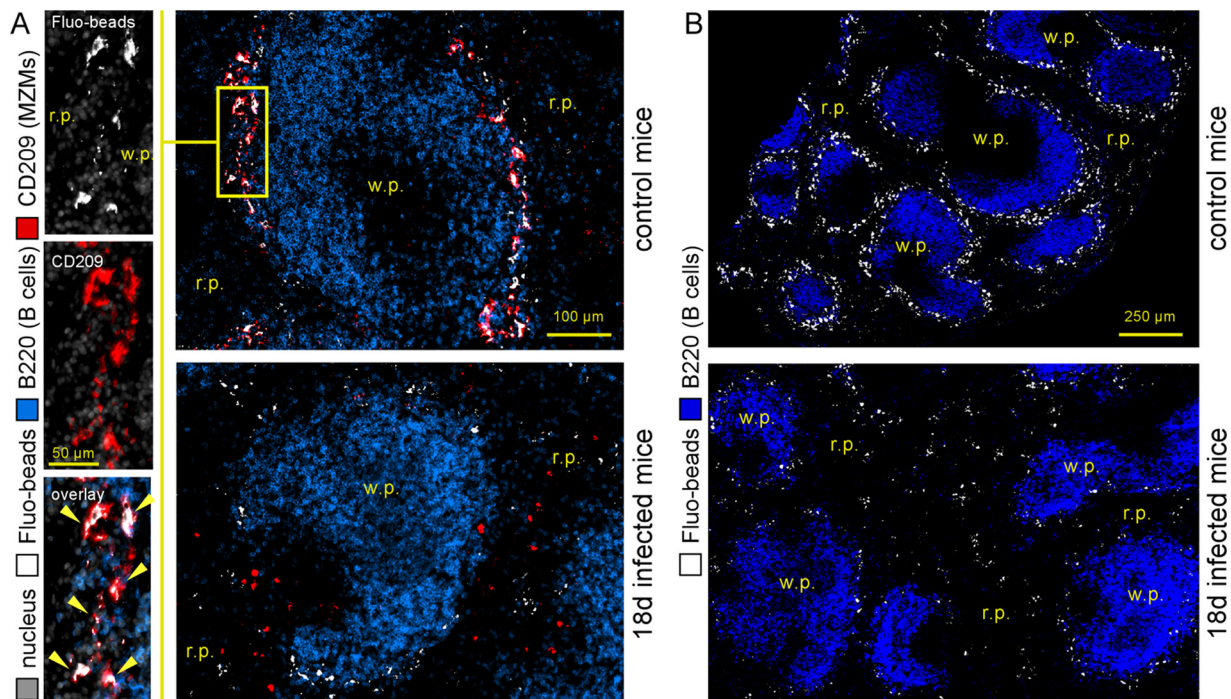 A
Fluo-beads
r.p.
w.p.
CD209
50 µm
overlay
nucleus Fluo-beads B220 (B cells) CD209 (MZMs)
r.p.
w.p.
r.p.
100 µm
control mice
w.p.
r.p.
r.p.
18d infected mice
B
w.p.
r.p.
w.p.
r.p.
w.p.
250 µm
control mice
Fluo-beads B220 (B cells)
w.p.
r.p.
w.p.
r.p.
w.p.
w.p.
r.p.
18d infected mice